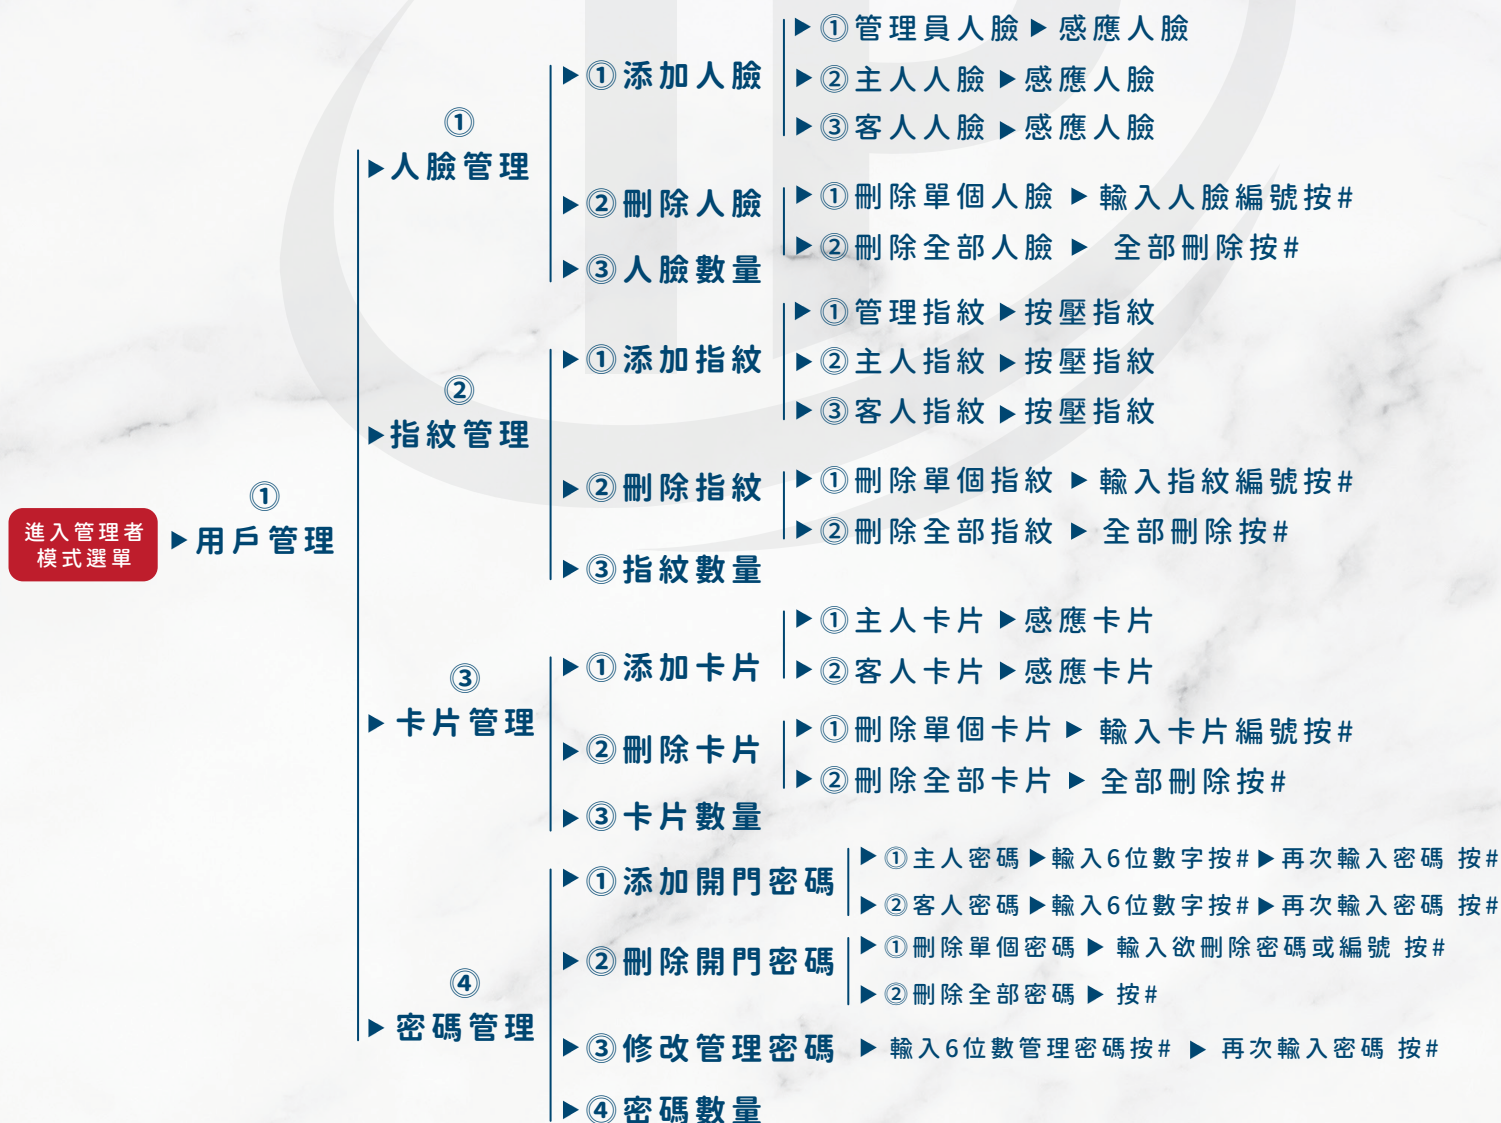 進入管理者
模式選單
▶①用戶管理
▶①人臉管理
▶①添加人臉
▶①管理員人臉▶感應人臉
▶②主人人臉▶感應人臉
▶③客人人臉▶感應人臉
▶②刪除人臉
▶①刪除單個人臉▶輸入人臉編號按#
▶②刪除全部人臉▶全部刪除按#
▶③人臉數量
▶②指紋管理
▶①添加指紋
▶①管理指紋▶按壓指紋
▶②主人指紋▶按壓指紋
▶③客人指紋▶按壓指紋
▶②刪除指紋
▶①刪除單個指紋▶輸入指紋編號按#
▶②刪除全部指紋▶全部刪除按#
▶③指紋數量
▶③卡片管理
▶①添加卡片
▶①主人卡片▶感應卡片
▶②客人卡片▶感應卡片
▶②刪除卡片
▶①刪除單個卡片▶輸入卡片編號按#
▶②刪除全部卡片▶全部刪除按#
▶③卡片數量
▶④密碼管理
▶①添加開門密碼
▶①主人密碼▶輸入6位數字按#▶再次輸入密碼 按#
▶②客人密碼▶輸入6位數字按#▶再次輸入密碼 按#
▶②刪除開門密碼
▶①刪除單個密碼▶輸入欲刪除密碼或編號 按#
▶②刪除全部密碼▶按#
▶③修改管理密碼▶輸入6位數管理密碼按#▶再次輸入密碼 按#
▶④密碼數量